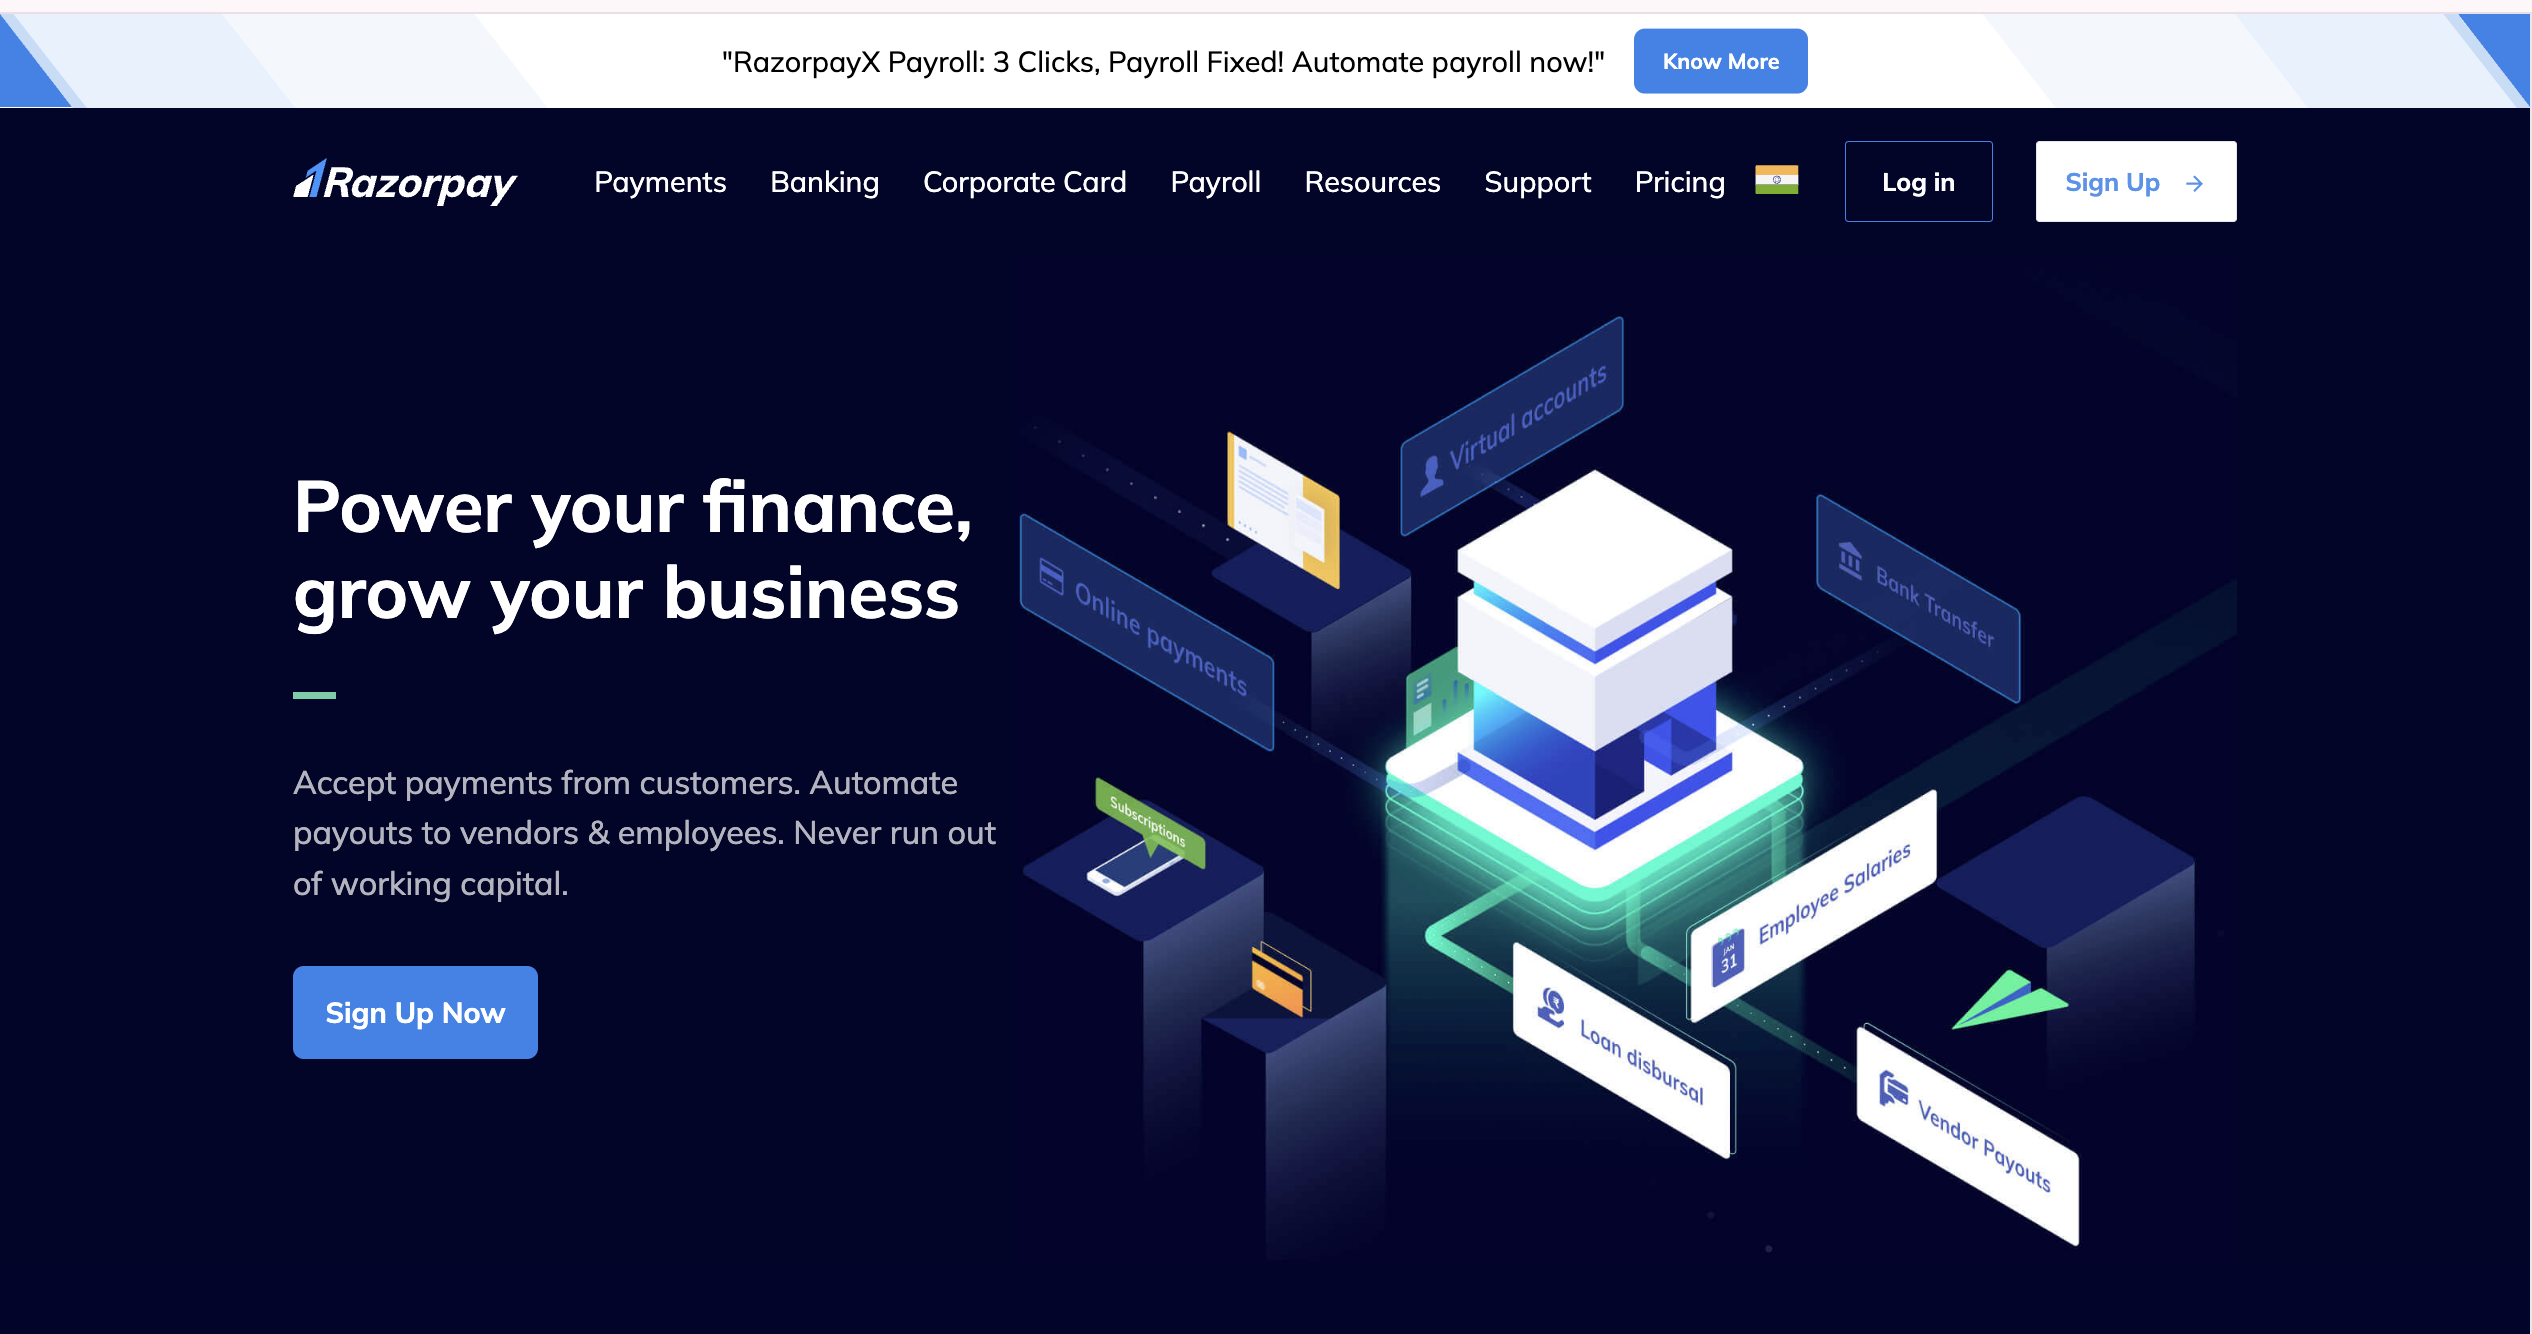 "RazorpayX Payroll: 3 Clicks, Payroll Fixed! Automate payroll now!" Know More
Razorpay Payments Banking Corporate Card Payroll Resources Support Pricing Log in Sign Up →
Power your finance,
grow your business
Accept payments from customers. Automate
payouts to vendors & employees. Never run out
of working capital.
Sign Up Now
Virtual accounts
Online payments
Bank Transfer
Subscriptions
JAN
31
Employee Salaries
₹
Loan disbursal
Vendor Payouts